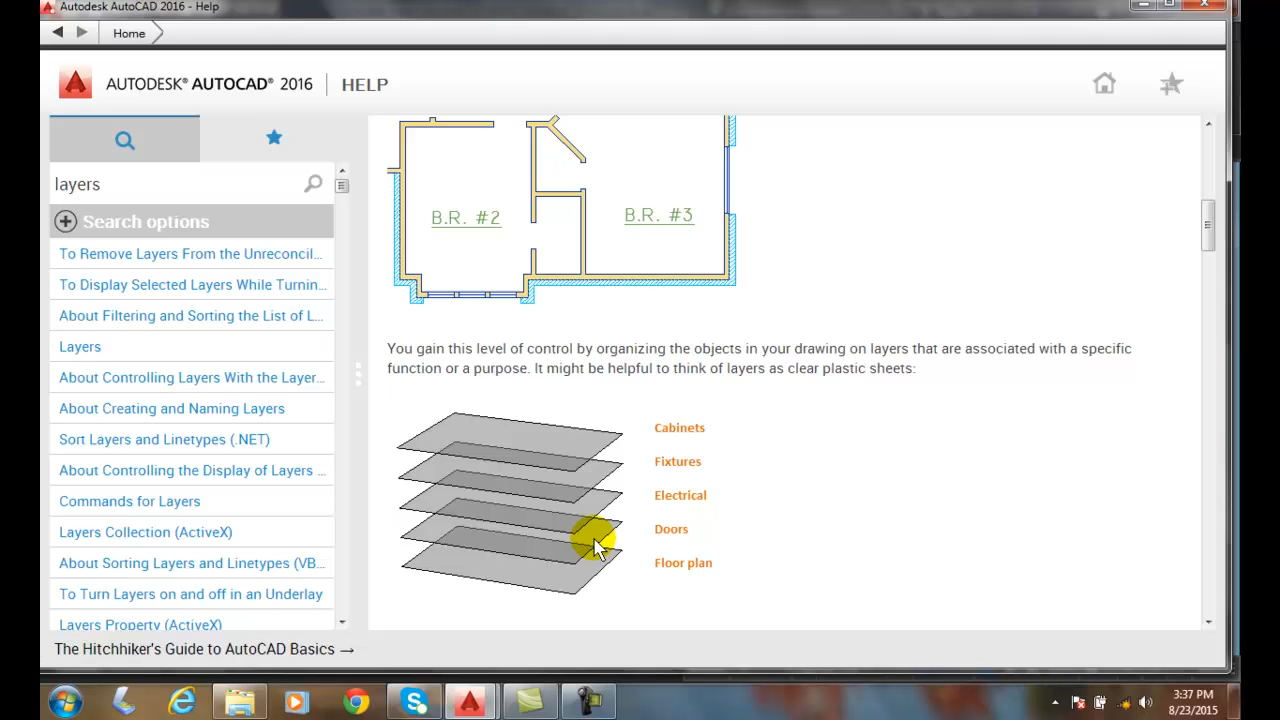 Autodesk AutoCAD 2016 - Help
Home
AUTODESK® AUTOCAD® 2016 | HELP
layers
Search options
To Remove Layers From the Unreconcil...
To Display Selected Layers While Turnin...
About Filtering and Sorting the List of L...
Layers
About Controlling Layers With the Layer...
About Creating and Naming Layers
Sort Layers and Linetypes (.NET)
About Controlling the Display of Layers ...
Commands for Layers
Layers Collection (ActiveX)
About Sorting Layers and Linetypes (VB...
To Turn Layers on and off in an Underlay
Layers Property (ActiveX)
The Hitchhiker's Guide to AutoCAD Basics →
B.R. #2
B.R. #3
You gain this level of control by organizing the objects in your drawing on layers that are associated with a specific
function or a purpose. It might be helpful to think of layers as clear plastic sheets:
Cabinets
Fixtures
Electrical
Doors
Floor plan
3:37 PM
8/23/2015